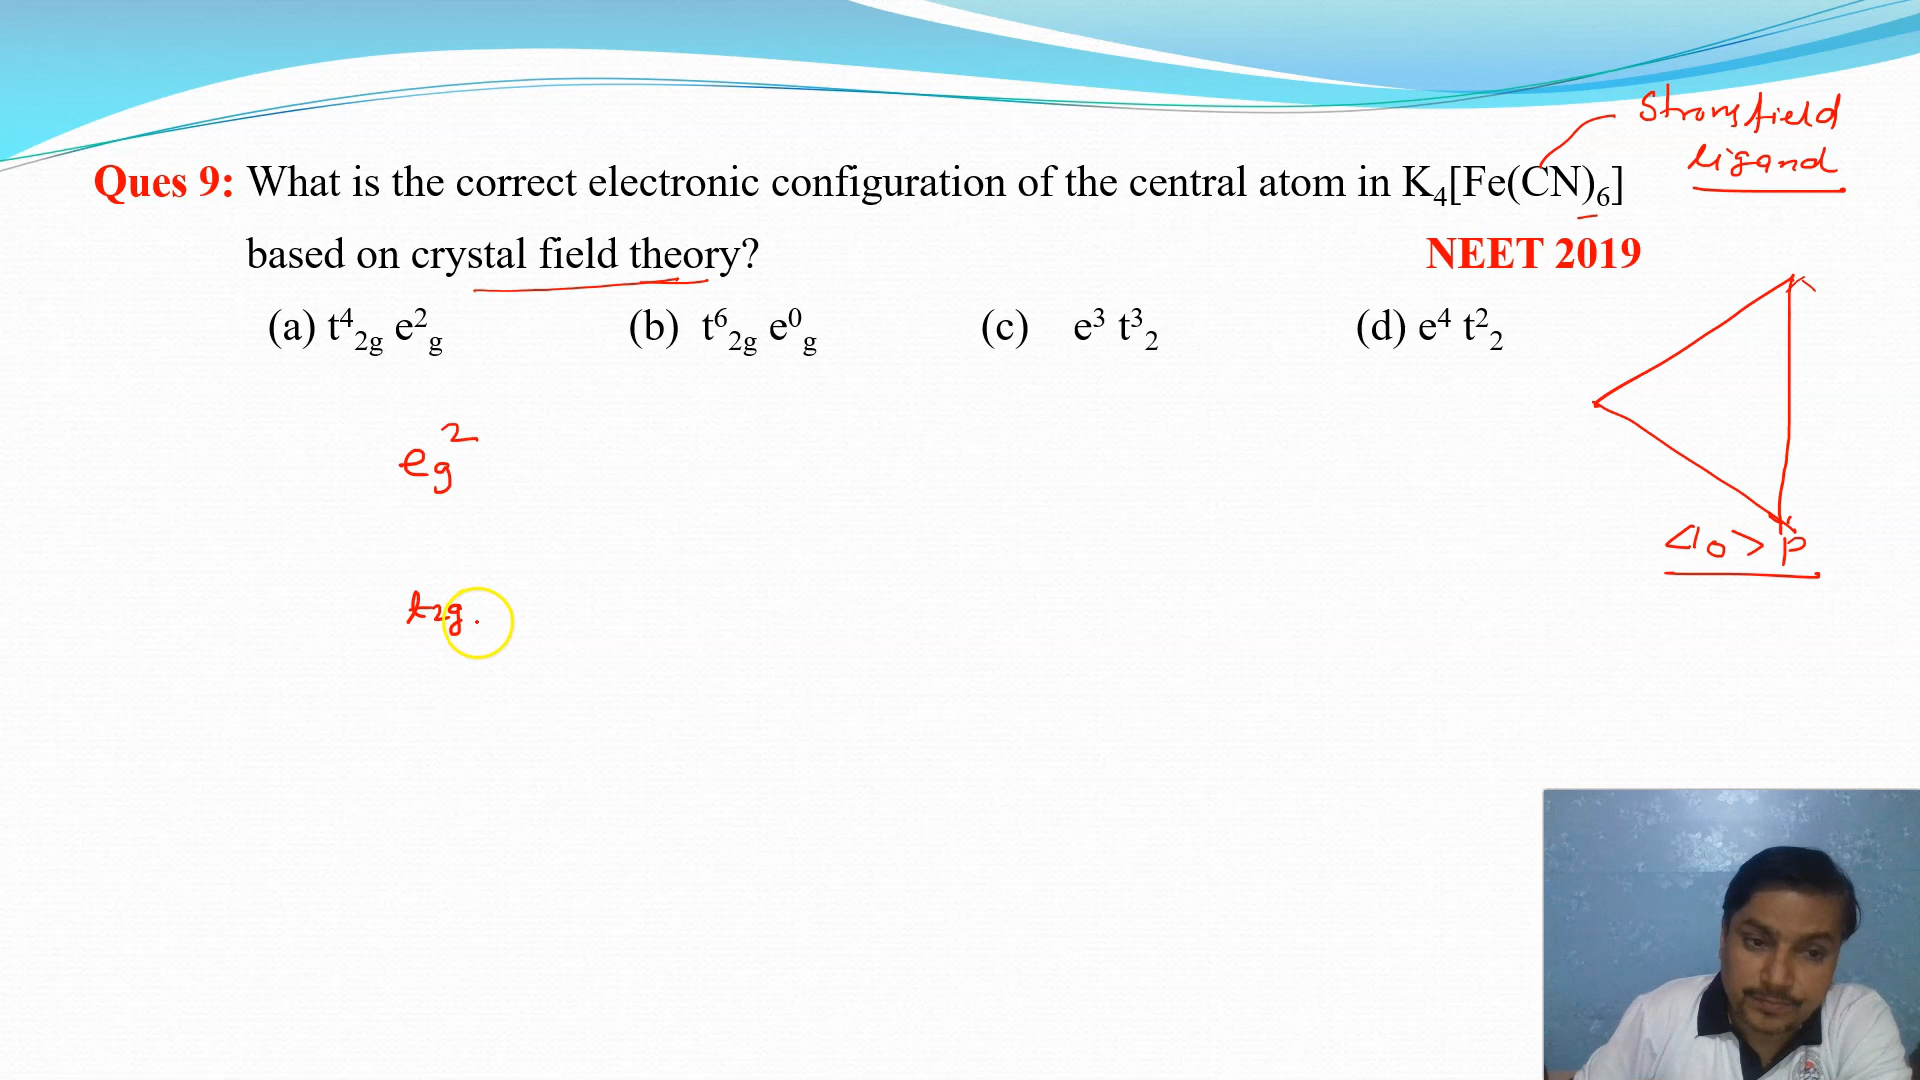 Strong field
ligand
Ques 9: What is the correct electronic configuration of the central atom in K₄[Fe(CN)₆]
based on crystal field theory? NEET 2019
(a) t⁴₂g e²g (b) t⁶₂g e⁰g (c) e³ t³₂ (d) e⁴ t²₂
eg²
Δo > P
t₂g